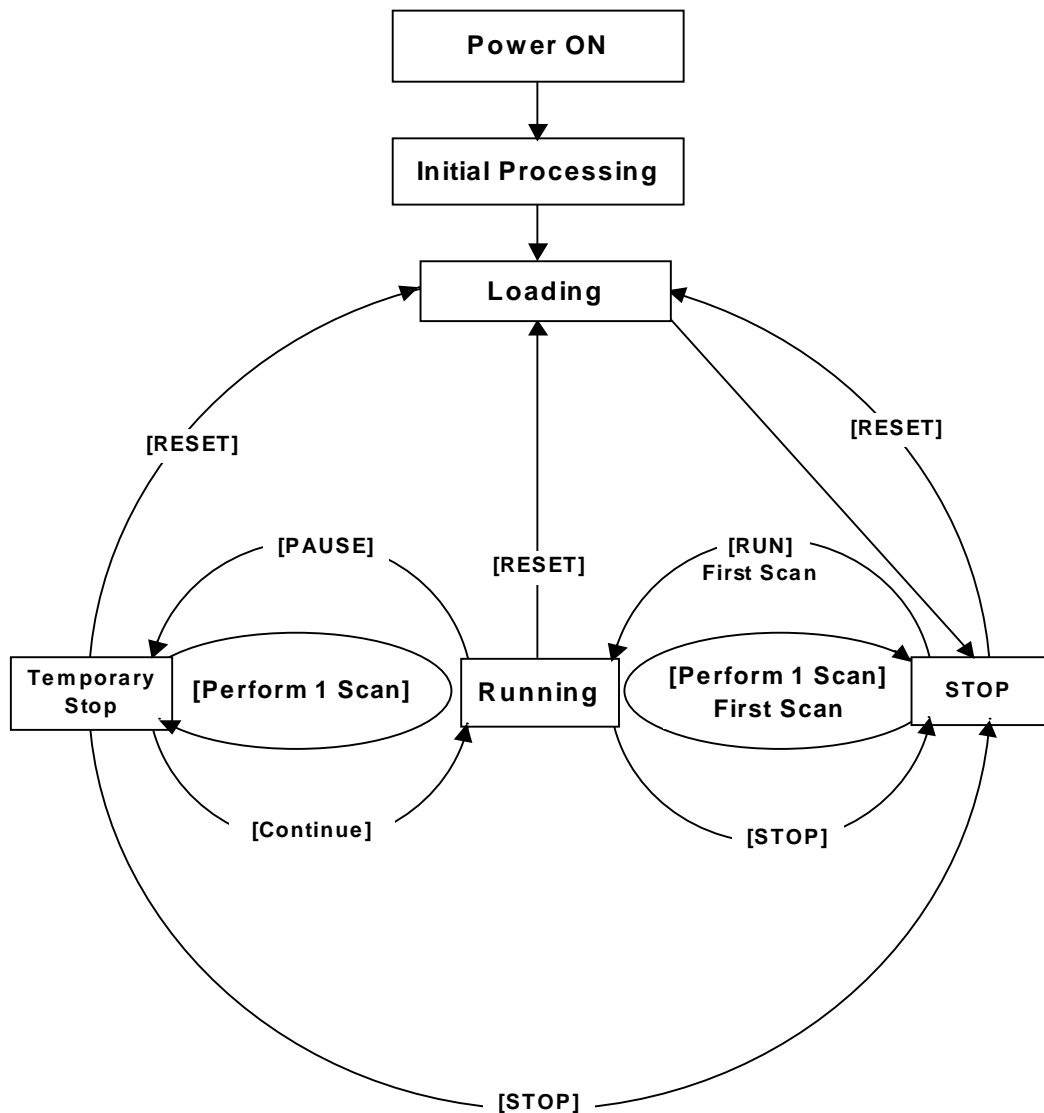 Power ON
Initial Processing
Loading
[RESET]
[RESET]
[PAUSE]
[RESET]
[RUN]
First Scan
Temporary
Stop
[Perform 1 Scan]
Running
[Perform 1 Scan]
First Scan
STOP
[Continue]
[STOP]
[STOP]